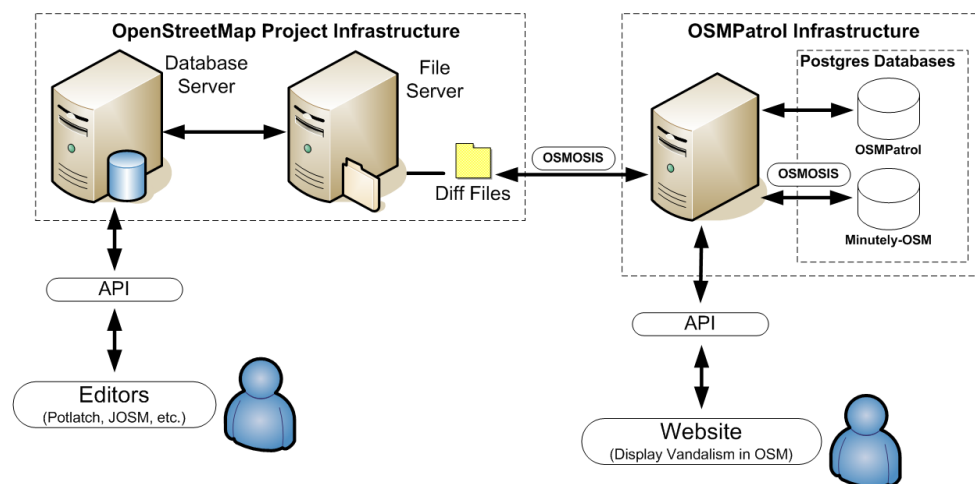 OpenStreetMap Project Infrastructure
Database
Server
File
Server
Diff Files
OSMOSIS
API
Editors
(Potlatch, JOSM, etc.)
OSMPatrol Infrastructure
Postgres Databases
OSMPatrol
OSMOSIS
Minutely-OSM
API
Website
(Display Vandalism in OSM)